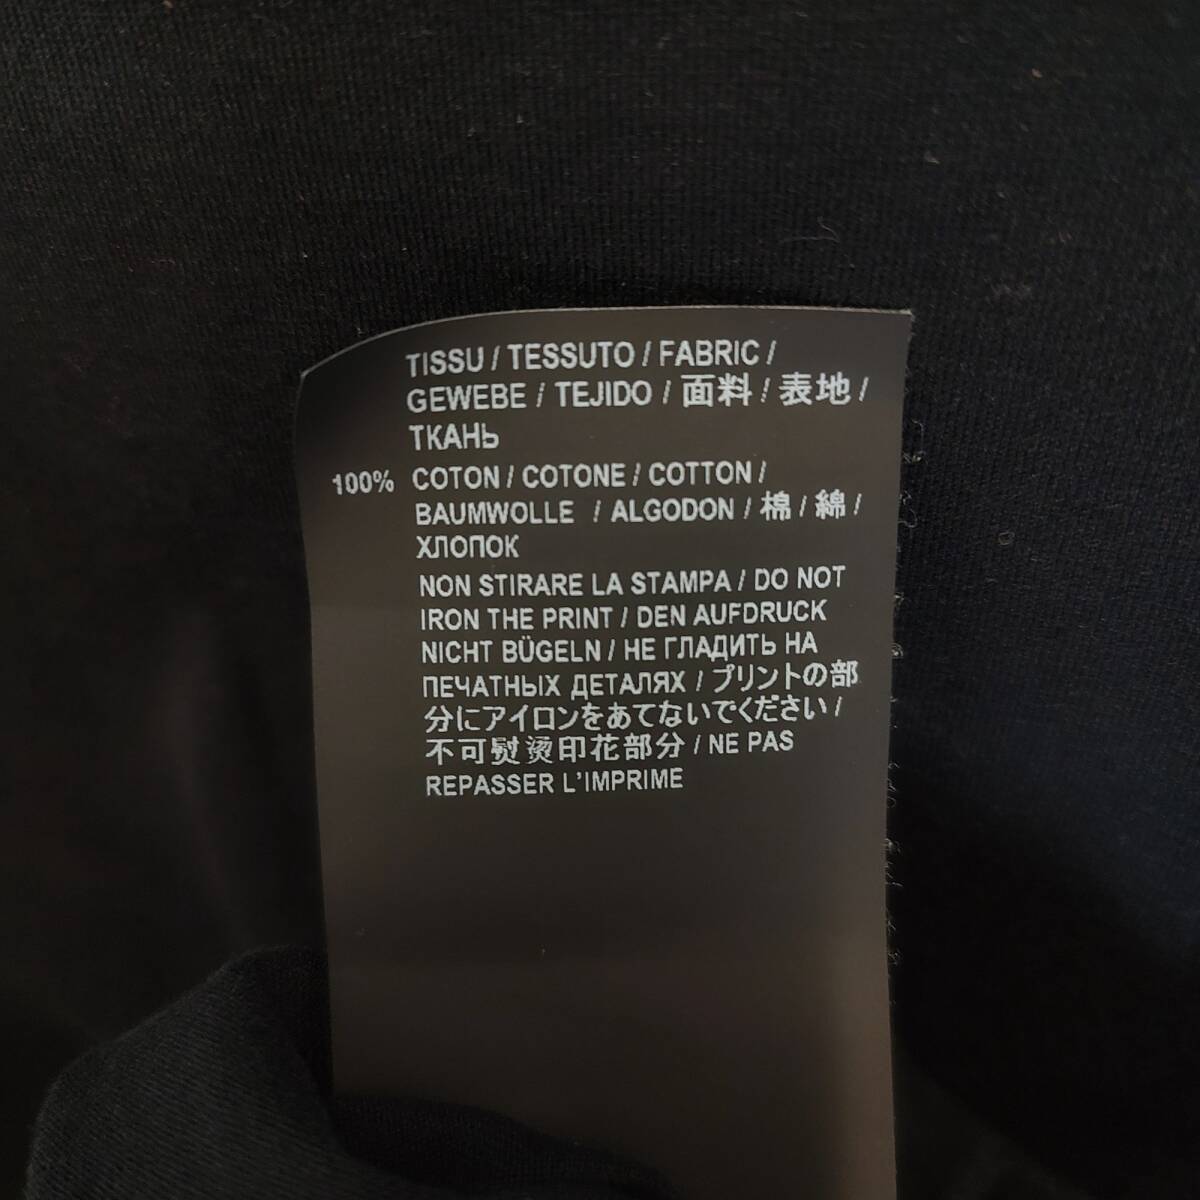 TISSU / TESSUTO / FABRIC /
GEWEBE / TEJIDO / 面料 / 表地 /
ТКАНЬ
100% COTON / COTONE / COTTON /
BAUMWOLLE / ALGODON / 棉 / 綿 /
ХЛОПОК
NON STIRARE LA STAMPA / DO NOT
IRON THE PRINT / DEN AUFDRUCK
NICHT BÜGELN / НЕ ГЛАДИТЬ НА
ПЕЧАТНЫХ ДЕТАЛЯХ / プリントの部
分にアイロンをあてないでください /
不可熨烫印花部分 / NE PAS
REPASSER L'IMPRIME